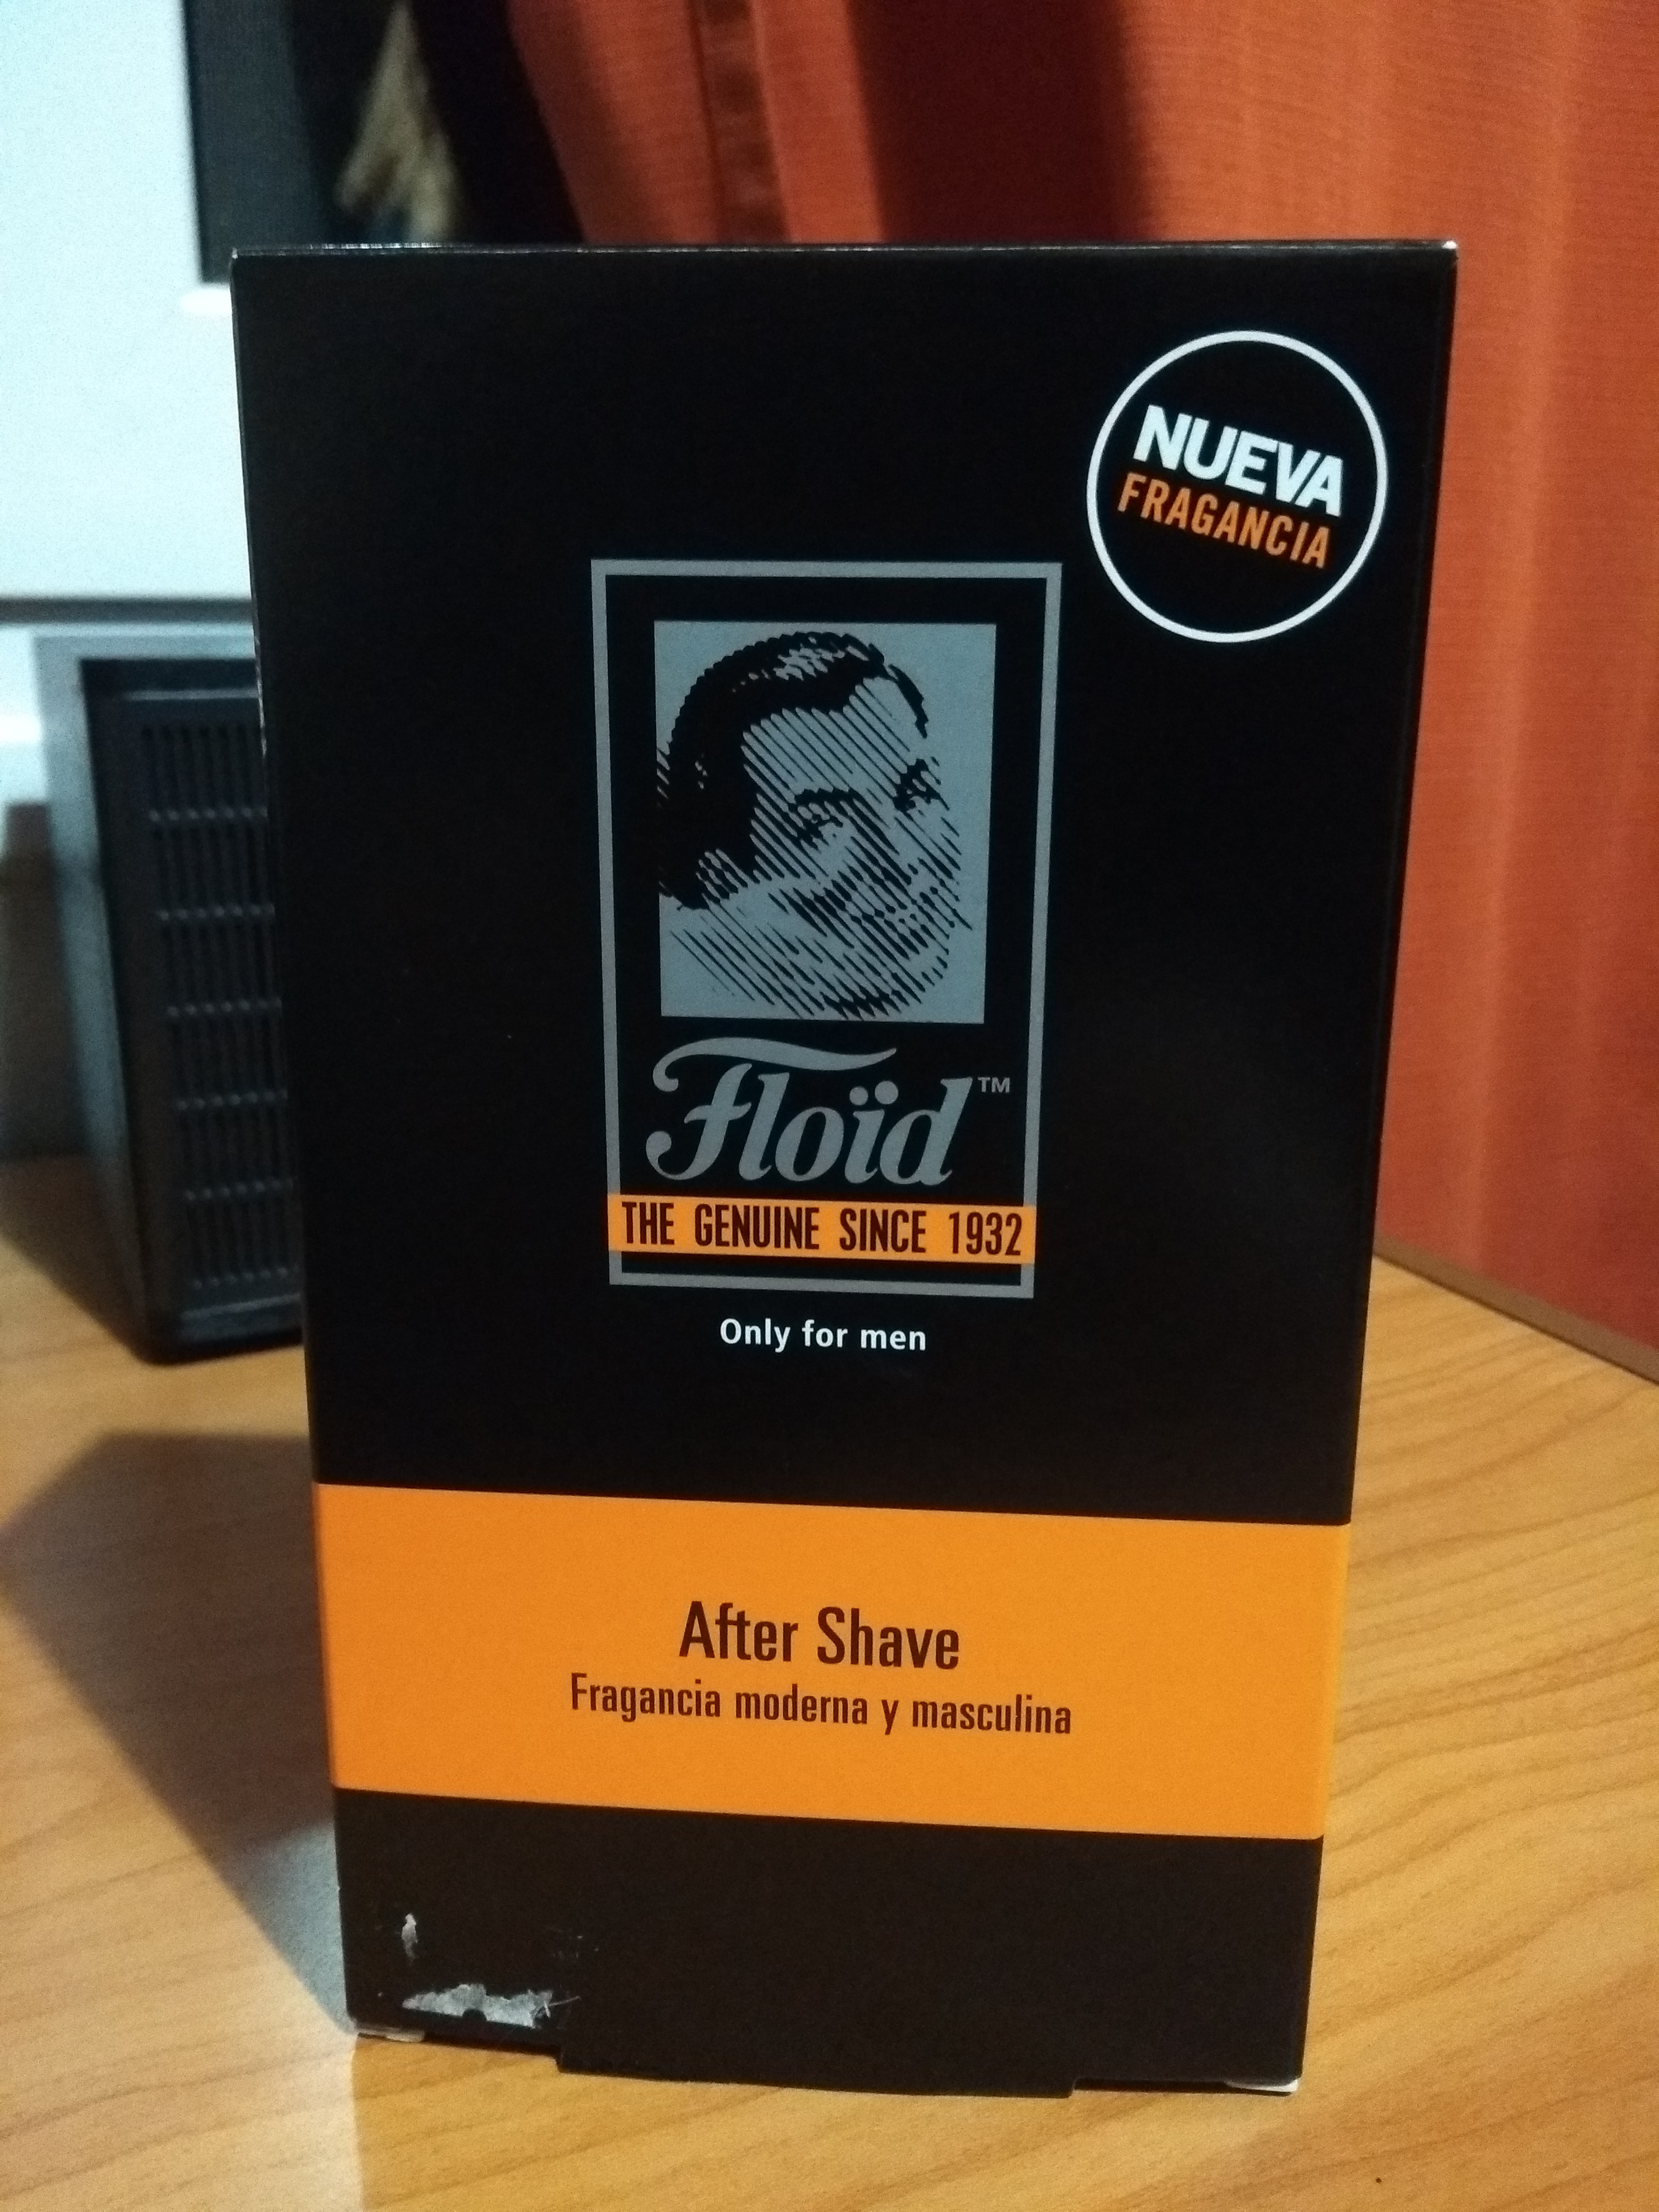 NUEVA
FRAGANCIA
Floïd™
THE GENUINE SINCE 1932
Only for men
After Shave
Fragancia moderna y masculina